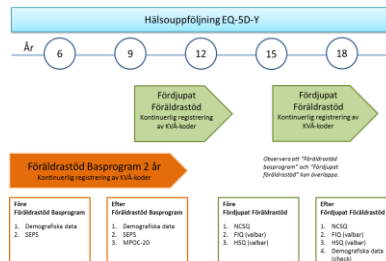 Hälsouppföljning EQ-5D-Y
År 6 9 12 15 18
Fördjupat
Föräldrastöd
Kontinuerlig registrering
av KVÅ-koder
Fördjupat
Föräldrastöd
Kontinuerlig registrering av
KVÅ-koder
Föräldrastöd Basprogram 2 år
Kontinuerlig registrering av KVÅ-koder
Observera att "Föräldrastöd
basprogram" och "Fördjupat
föräldrastöd" kan överlappa.
Före
Föräldrastöd Basprogram
1. Demografiska data
2. SEPS
Efter
Föräldrastöd Basprogram
1. Demografiska data
2. SEPS
3. MPOC-20
Före
Fördjupat Föräldrastöd
1. NCSQ
2. FIQ (valbar)
3. HSQ (valbar)
Efter
Fördjupat Föräldrastöd
1. NCSQ
2. FIQ (valbar)
3. HSQ (valbar)
4. Demografiska data
(check)